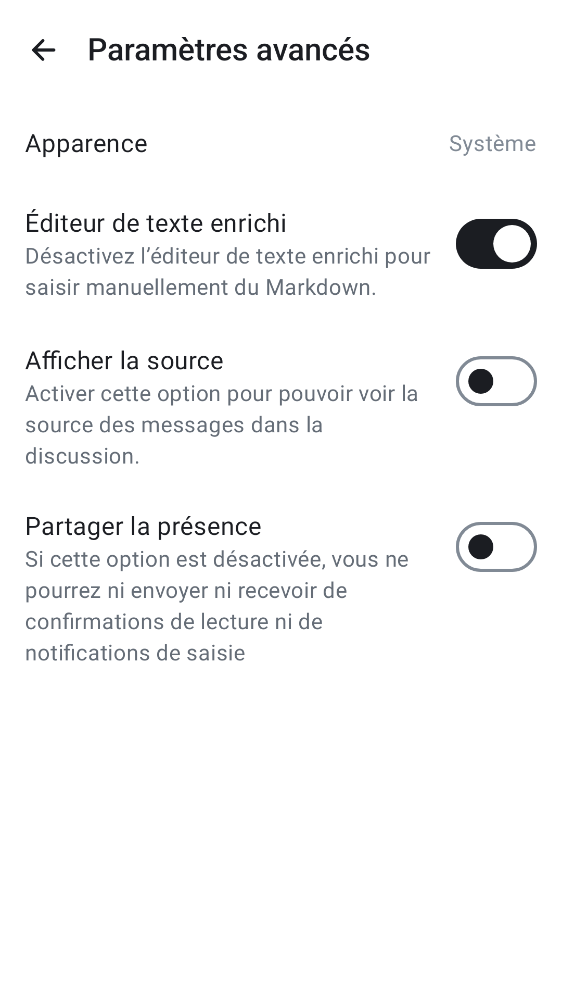 Paramètres avancés
Apparence
Système
Éditeur de texte enrichi
Désactivez l’éditeur de texte enrichi pour
saisir manuellement du Markdown.
Afficher la source
Activer cette option pour pouvoir voir la
source des messages dans la
discussion.
Partager la présence
Si cette option est désactivée, vous ne
pourrez ni envoyer ni recevoir de
confirmations de lecture ni de
notifications de saisie